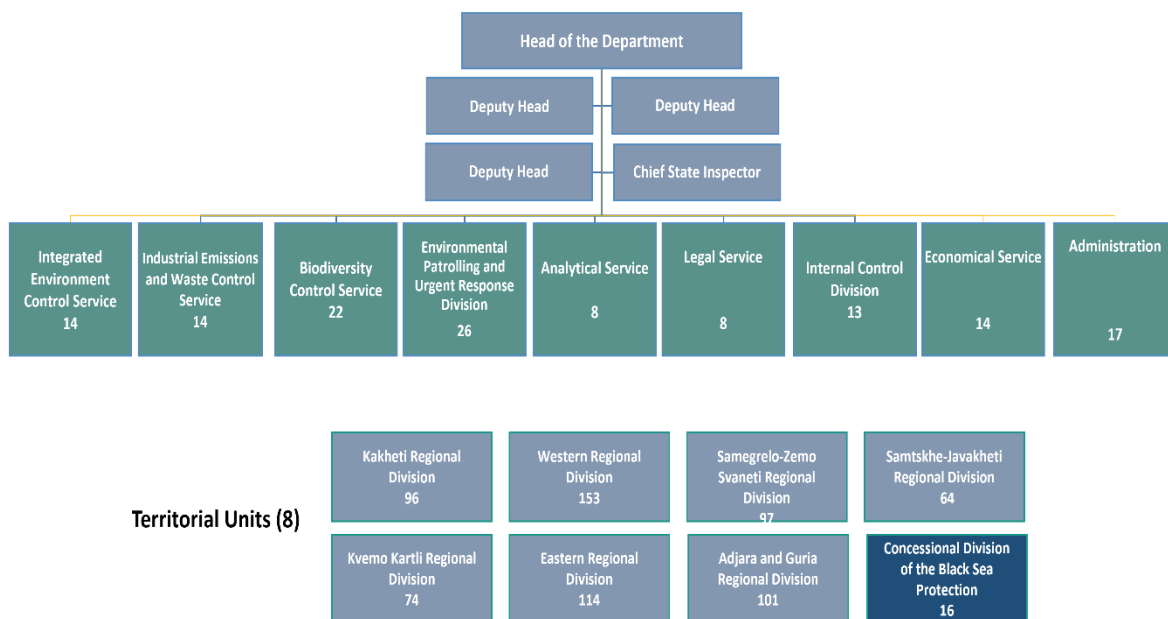 Head of the Department
Deputy Head
Deputy Head
Deputy Head
Chief State Inspector
Integrated
Environment
Control Service
14
Industrial Emissions
and Waste Control
Service
14
Biodiversity
Control Service
22
Environmental
Patrolling and
Urgent Response
Division
26
Analytical Service
8
Legal Service
8
Internal Control
Division
13
Economical Service
14
Administration
17
Territorial Units (8)
Kakheti Regional
Division
96
Western Regional
Division
153
Samegrelo-Zemo
Svaneti Regional
Division
97
Samtskhe-Javakheti
Regional Division
64
Kvemo Kartli Regional
Division
74
Eastern Regional
Division
114
Adjara and Guria
Regional Division
101
Concessional Division
of the Black Sea
Protection
16